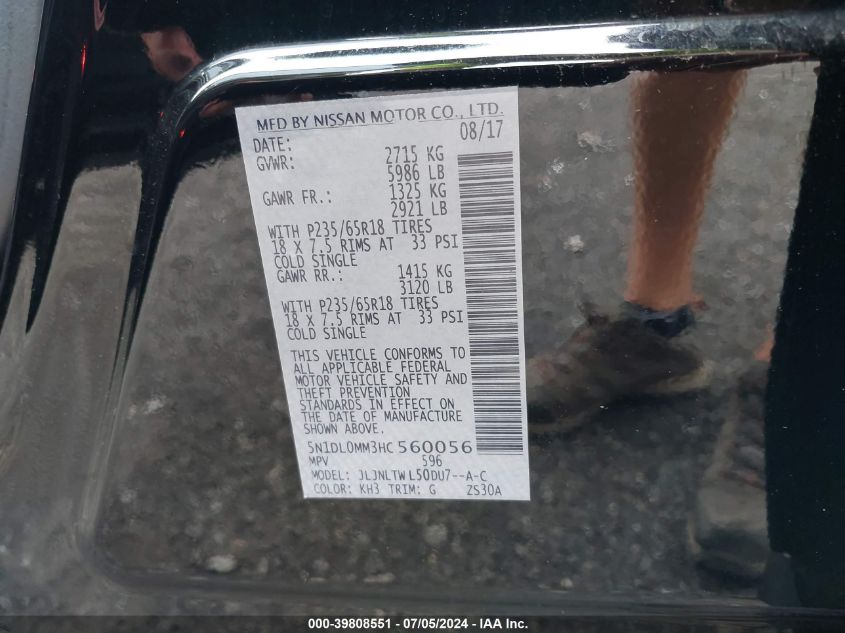 MFD BY NISSAN MOTOR CO., LTD.
DATE: 08/17
GVWR: 2715 KG
5986 LB
GAWR FR.: 1325 KG
2921 LB
WITH P235/65R18 TIRES
18 X 7.5 RIMS AT 33 PSI
COLD SINGLE
GAWR RR.: 1415 KG
3120 LB
WITH P235/65R18 TIRES
18 X 7.5 RIMS AT 33 PSI
COLD SINGLE
THIS VEHICLE CONFORMS TO
ALL APPLICABLE FEDERAL
MOTOR VEHICLE SAFETY AND
THEFT PREVENTION
STANDARDS IN EFFECT ON
THE DATE OF MANUFACTURE
SHOWN ABOVE.
5N1DL0MM3HC 560056
MPV 596
MODEL: JLJNLTW L50DU7--A-C
COLOR: KH3 TRIM: G ZS30A
000-39808551 - 07/05/2024 - IAA Inc.